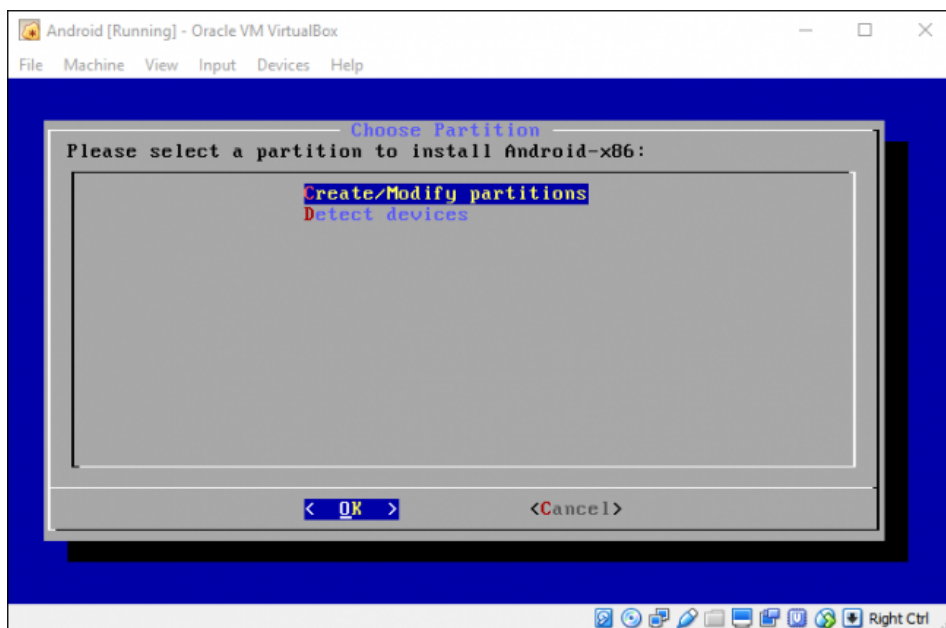 Android [Running] - Oracle VM VirtualBox
File Machine View Input Devices Help
Choose Partition
Please select a partition to install Android-x86:
Create/Modify partitions
Detect devices
< OK > <Cancel>
Right Ctrl